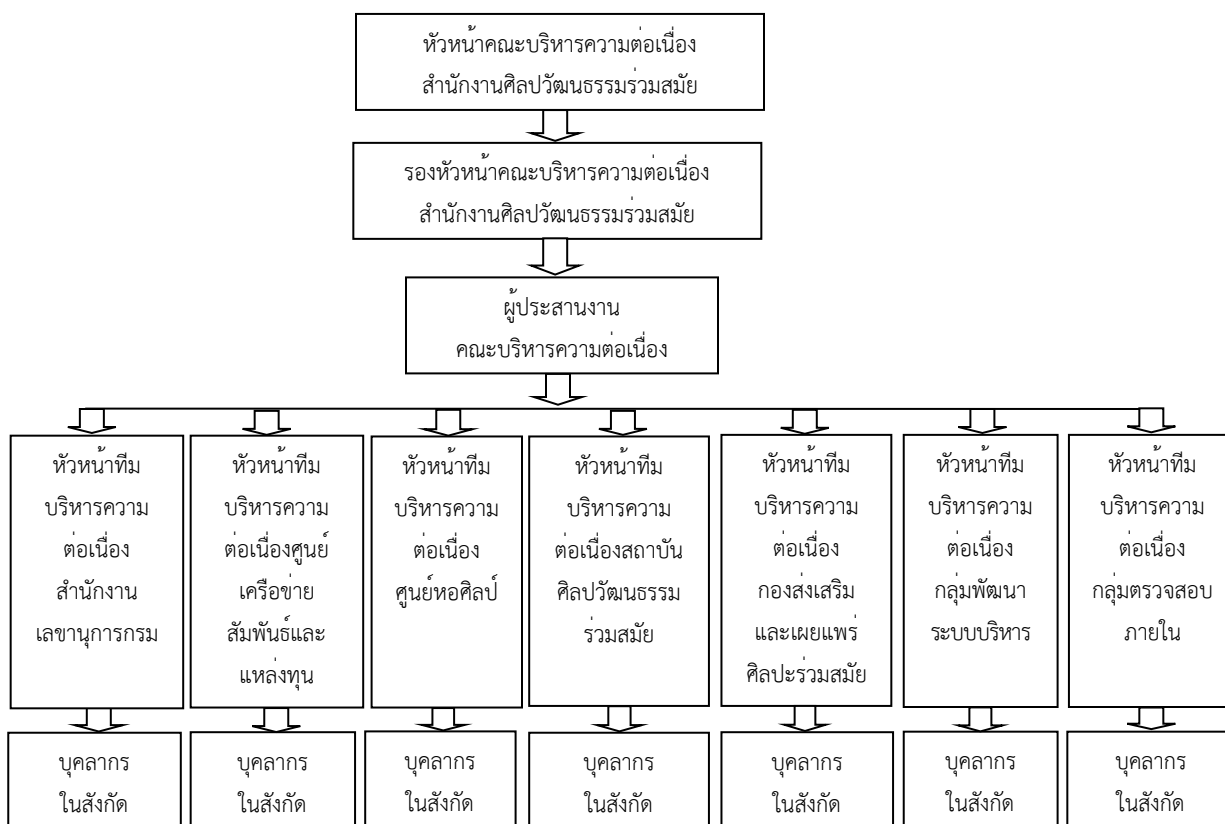 หัวหน้าคณะบริหารความต่อเนื่อง
สำนักงานศิลปวัฒนธรรมร่วมสมัย
รองหัวหน้าคณะบริหารความต่อเนื่อง
สำนักงานศิลปวัฒนธรรมร่วมสมัย
ผู้ประสานงาน
คณะบริหารความต่อเนื่อง
หัวหน้าทีม
บริหารความ
ต่อเนื่อง
สำนักงาน
เลขานุการกรม
หัวหน้าทีม
บริหารความ
ต่อเนื่องศูนย์
เครือข่าย
สัมพันธ์และ
แหล่งทุน
หัวหน้าทีม
บริหารความ
ต่อเนื่อง
ศูนย์หอศิลป์
หัวหน้าทีม
บริหารความ
ต่อเนื่องสถาบัน
ศิลปวัฒนธรรม
ร่วมสมัย
หัวหน้าทีม
บริหารความ
ต่อเนื่อง
กองส่งเสริม
และเผยแพร่
ศิลปะร่วมสมัย
หัวหน้าทีม
บริหารความ
ต่อเนื่อง
กลุ่มพัฒนา
ระบบบริหาร
หัวหน้าทีม
บริหารความ
ต่อเนื่อง
กลุ่มตรวจสอบ
ภายใน
บุคลากร
ในสังกัด
บุคลากร
ในสังกัด
บุคลากร
ในสังกัด
บุคลากร
ในสังกัด
บุคลากร
ในสังกัด
บุคลากร
ในสังกัด
บุคลากร
ในสังกัด